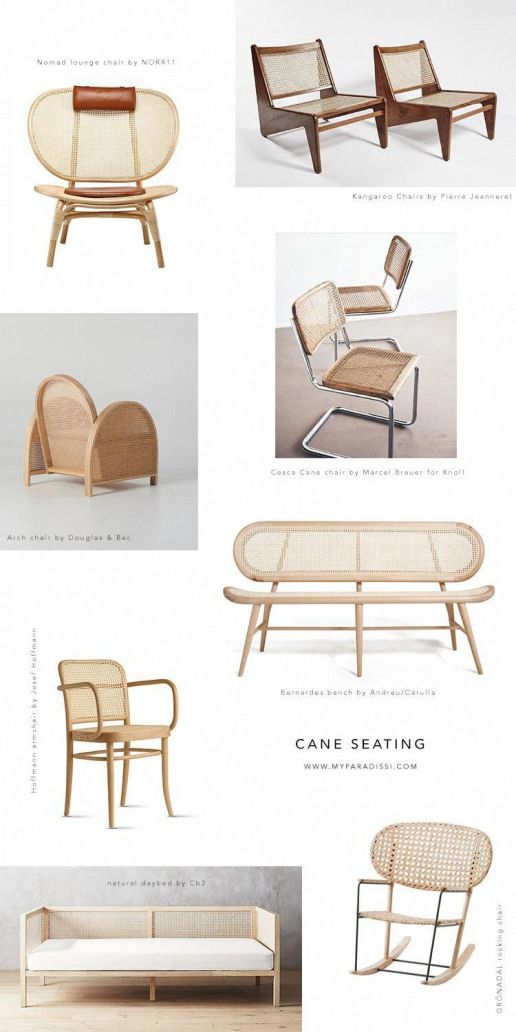 Nomad lounge chair by NORR11
Kangaroo Chairs by Pierre Jeanneret
Cesca Cane chair by Marcel Breuer for Knoll
Arch chair by Douglas & Bec
Bernardes bench by Andreu/Carulla
Hoffmann armchair by Josef Hoffmann
CANE SEATING
WWW.MYPARADISSI.COM
natural daybed by Cb2
GRÖNADAL rocking chair